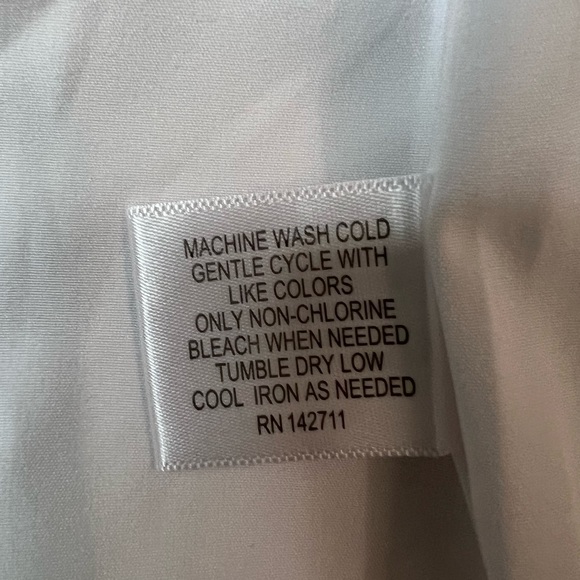 MACHINE WASH COLD
GENTLE CYCLE WITH
LIKE COLORS
ONLY NON-CHLORINE
BLEACH WHEN NEEDED
TUMBLE DRY LOW
COOL IRON AS NEEDED
RN 142711